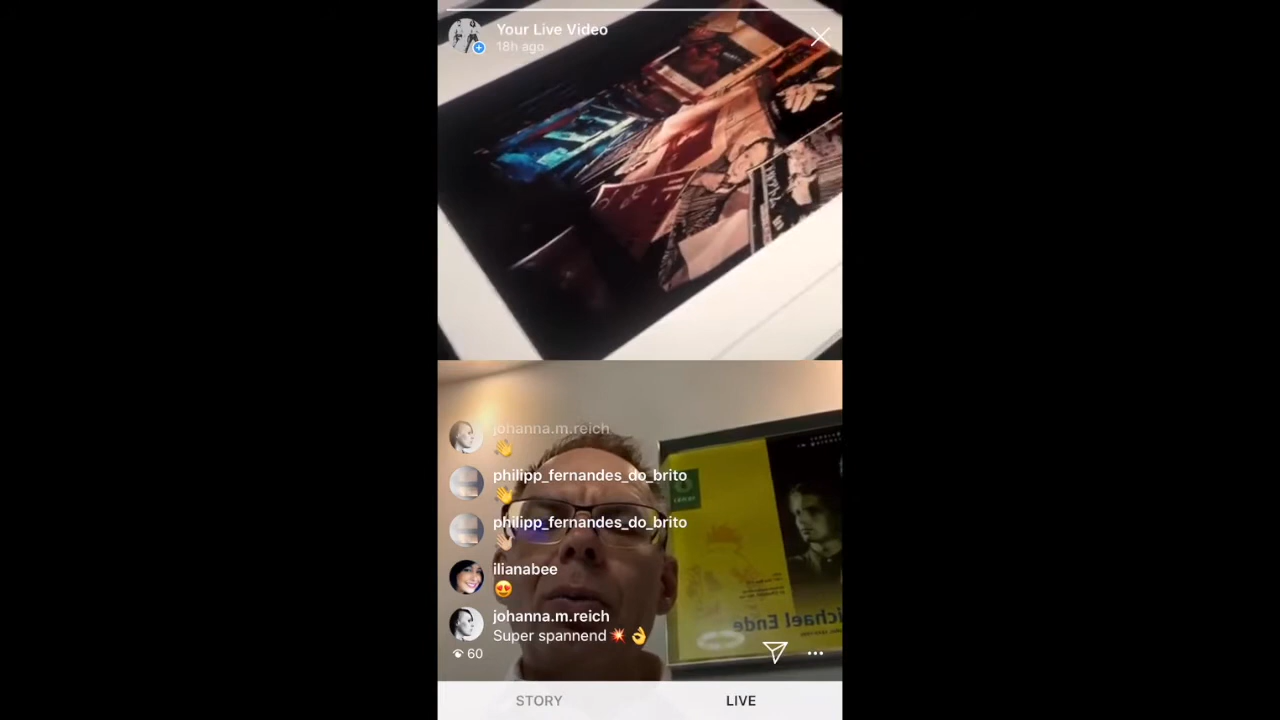 Your Live Video
18h ago
johanna.m.reich
👋
philipp_fernandes_do_brito
👋
philipp_fernandes_do_brito
👋🏻
ilianabee
😍
johanna.m.reich
Super spannend💥👌
60
Michael Ende
STORY
LIVE